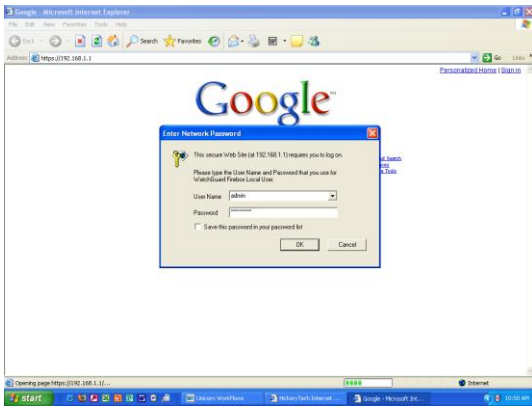 Google - Microsoft Internet Explorer
File Edit View Favorites Tools Help
Back Search Favorites
Address https://192.168.1.1 Go Links
Personalized Home | Sign in
Google
Enter Network Password
This secure Web Site (at 192.168.1.1) requires you to log on.
Please type the User Name and Password that you use for
WatchGuard Firebox Local User.
User Name admin
Password
Save this password in your password list
OK Cancel
Opening page https://192.168.1.1/... Internet
start Unicorn Workflows HickoryTech Internet ... Google - Microsoft Int... 10:50 AM